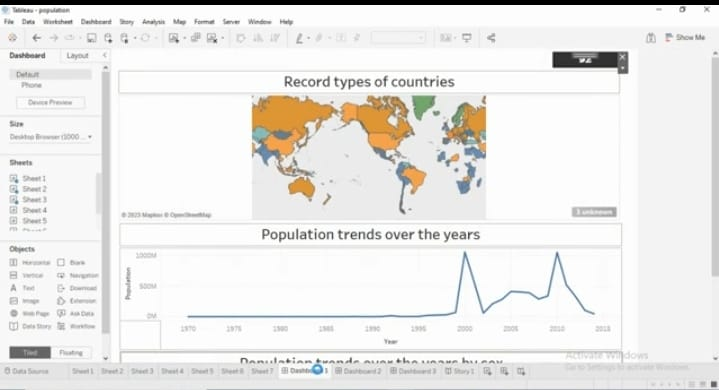 Tableau - population
File Data Worksheet Dashboard Story Analysis Map Format Server Window Help
Show Me
Dashboard Layout
Default
Phone
Device Preview
Size
Desktop Browser (1000 ...
Sheets
Sheet 1
Sheet 2
Sheet 3
Sheet 4
Sheet 5
Objects
Horizontal Blank
Vertical Navigation
Text Download
Image Extension
Web Page Ask Data
Data Story Workflow
Tiled Floating
Record types of countries
© 2023 Mapbox © OpenStreetMap
3 unknown
Population trends over the years
1000M
500M
0M
Population
1970 1975 1980 1985 1990 1995 2000 2005 2010 2015
Year
Population trends over the years by sex
Activate Windows
Go to Settings to activate Windows.
Data Source Sheet 1 Sheet 2 Sheet 3 Sheet 4 Sheet 5 Sheet 6 Sheet 7 Dashboard 2 Dashboard 3 Story 1